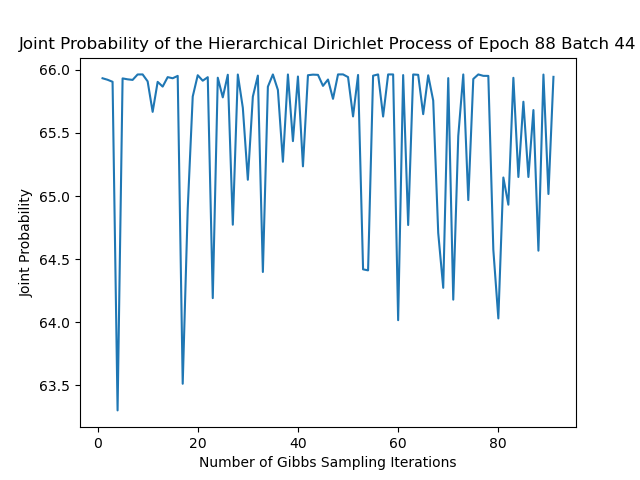 Joint Probability of the Hierarchical Dirichlet Process of Epoch 88 Batch 44
66.0
65.5
65.0
64.5
64.0
63.5
Joint Probability
0 20 40 60 80
Number of Gibbs Sampling Iterations